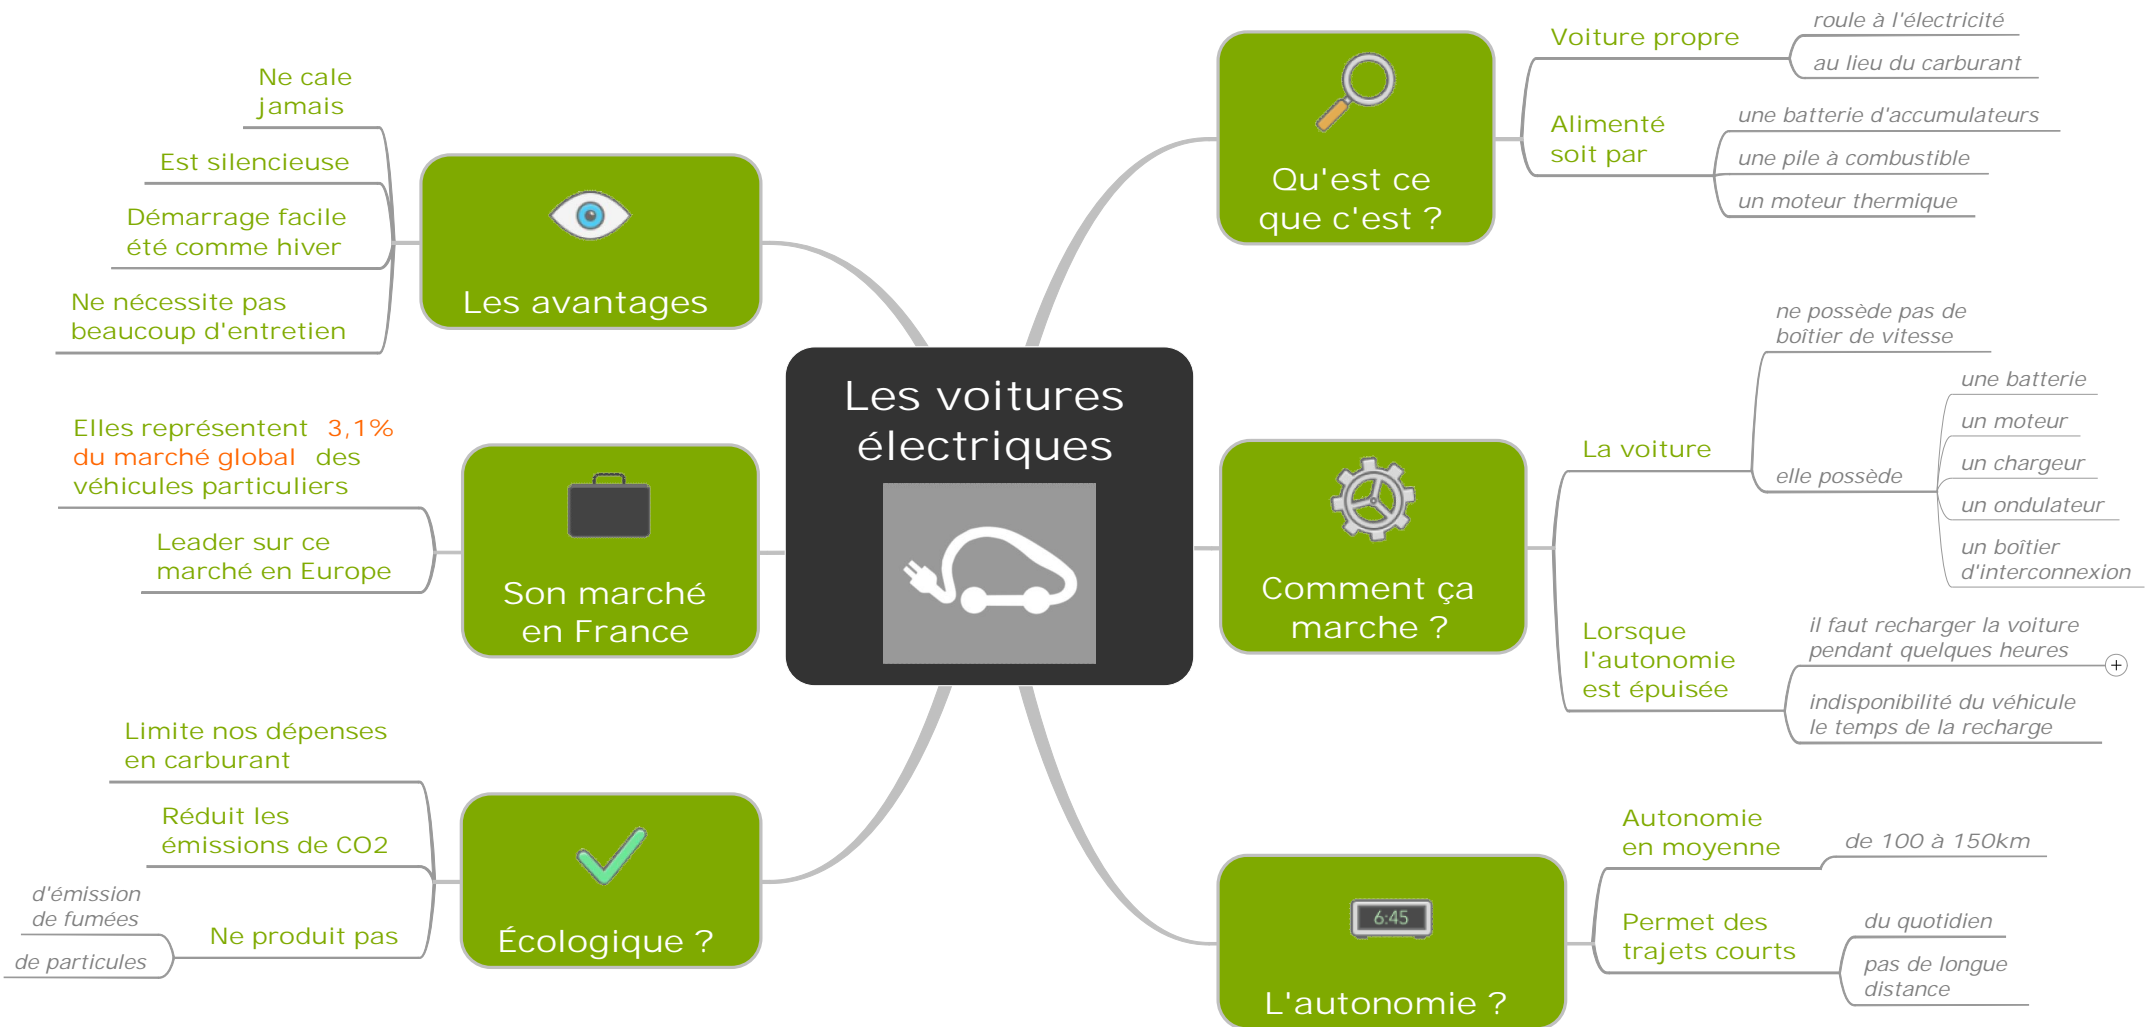 Les voitures
électriques
Qu'est ce
que c'est ?
Voiture propre
roule à l'électricité
au lieu du carburant
Alimenté
soit par
une batterie d'accumulateurs
une pile à combustible
un moteur thermique
Comment ça
marche ?
La voiture
ne possède pas de
boîtier de vitesse
elle possède
une batterie
un moteur
un chargeur
un ondulateur
un boîtier
d'interconnexion
Lorsque
l'autonomie
est épuisée
il faut recharger la voiture
pendant quelques heures
indisponibilité du véhicule
le temps de la recharge
6:45
L'autonomie ?
Autonomie
en moyenne
de 100 à 150km
Permet des
trajets courts
du quotidien
pas de longue
distance
Les avantages
Ne cale
jamais
Est silencieuse
Démarrage facile
été comme hiver
Ne nécessite pas
beaucoup d'entretien
Son marché
en France
Elles représentent 3,1%
du marché global des
véhicules particuliers
Leader sur ce
marché en Europe
Écologique ?
Limite nos dépenses
en carburant
Réduit les
émissions de CO2
Ne produit pas
d'émission
de fumées
de particules